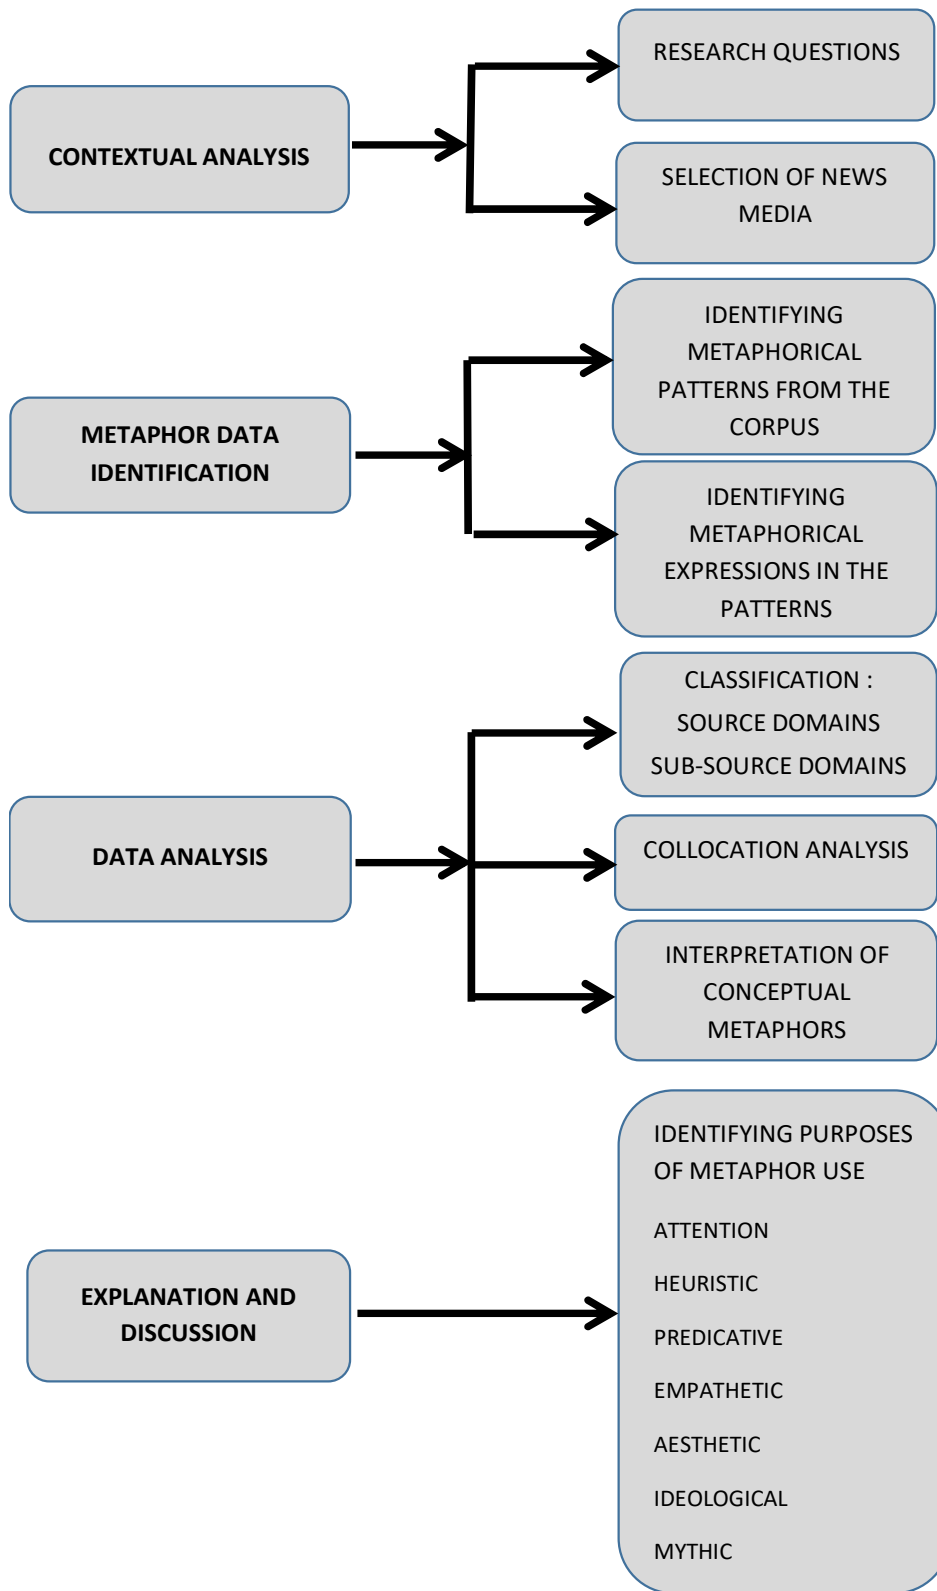 CONTEXTUAL ANALYSIS
RESEARCH QUESTIONS
SELECTION OF NEWS
MEDIA
METAPHOR DATA
IDENTIFICATION
IDENTIFYING
METAPHORICAL
PATTERNS FROM THE
CORPUS
IDENTIFYING
METAPHORICAL
EXPRESSIONS IN THE
PATTERNS
DATA ANALYSIS
CLASSIFICATION :
SOURCE DOMAINS
SUB-SOURCE DOMAINS
COLLOCATION ANALYSIS
INTERPRETATION OF
CONCEPTUAL
METAPHORS
EXPLANATION AND
DISCUSSION
IDENTIFYING PURPOSES
OF METAPHOR USE
ATTENTION
HEURISTIC
PREDICATIVE
EMPATHETIC
AESTHETIC
IDEOLOGICAL
MYTHIC